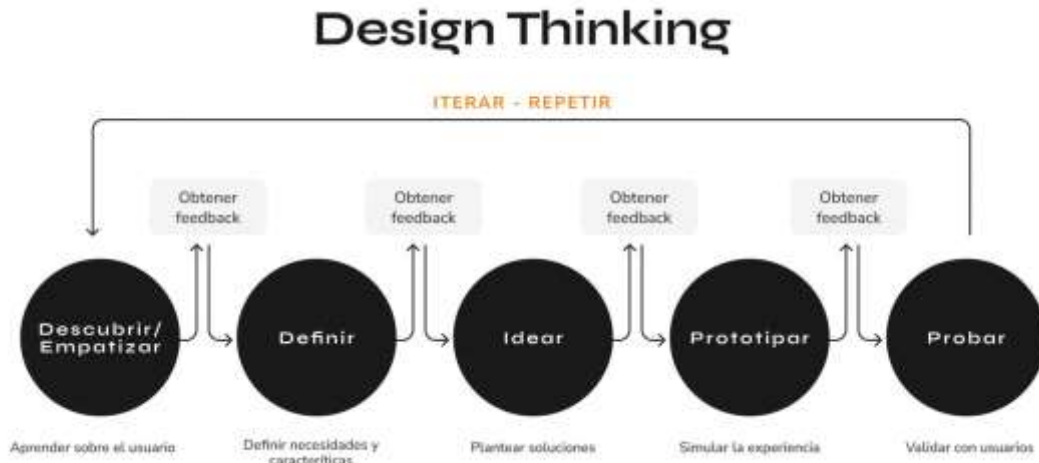 Design Thinking
ITERAR - REPETIR
Obtener
feedback
Obtener
feedback
Obtener
feedback
Obtener
feedback
Descubrir/
Empatizar
Definir
Idear
Prototipar
Probar
Aprender sobre el usuario
Definir necesidades y
caracteríticas
Plantear soluciones
Simular la experiencia
Validar con usuarios